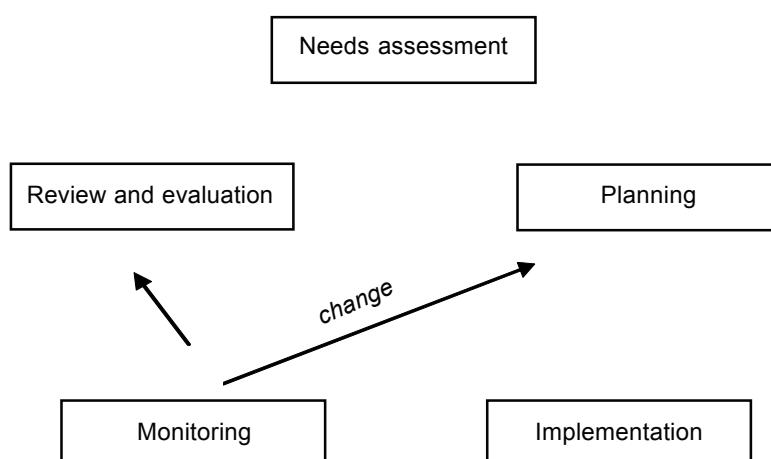 Needs assessment
Review and evaluation
Planning
change
Monitoring
Implementation